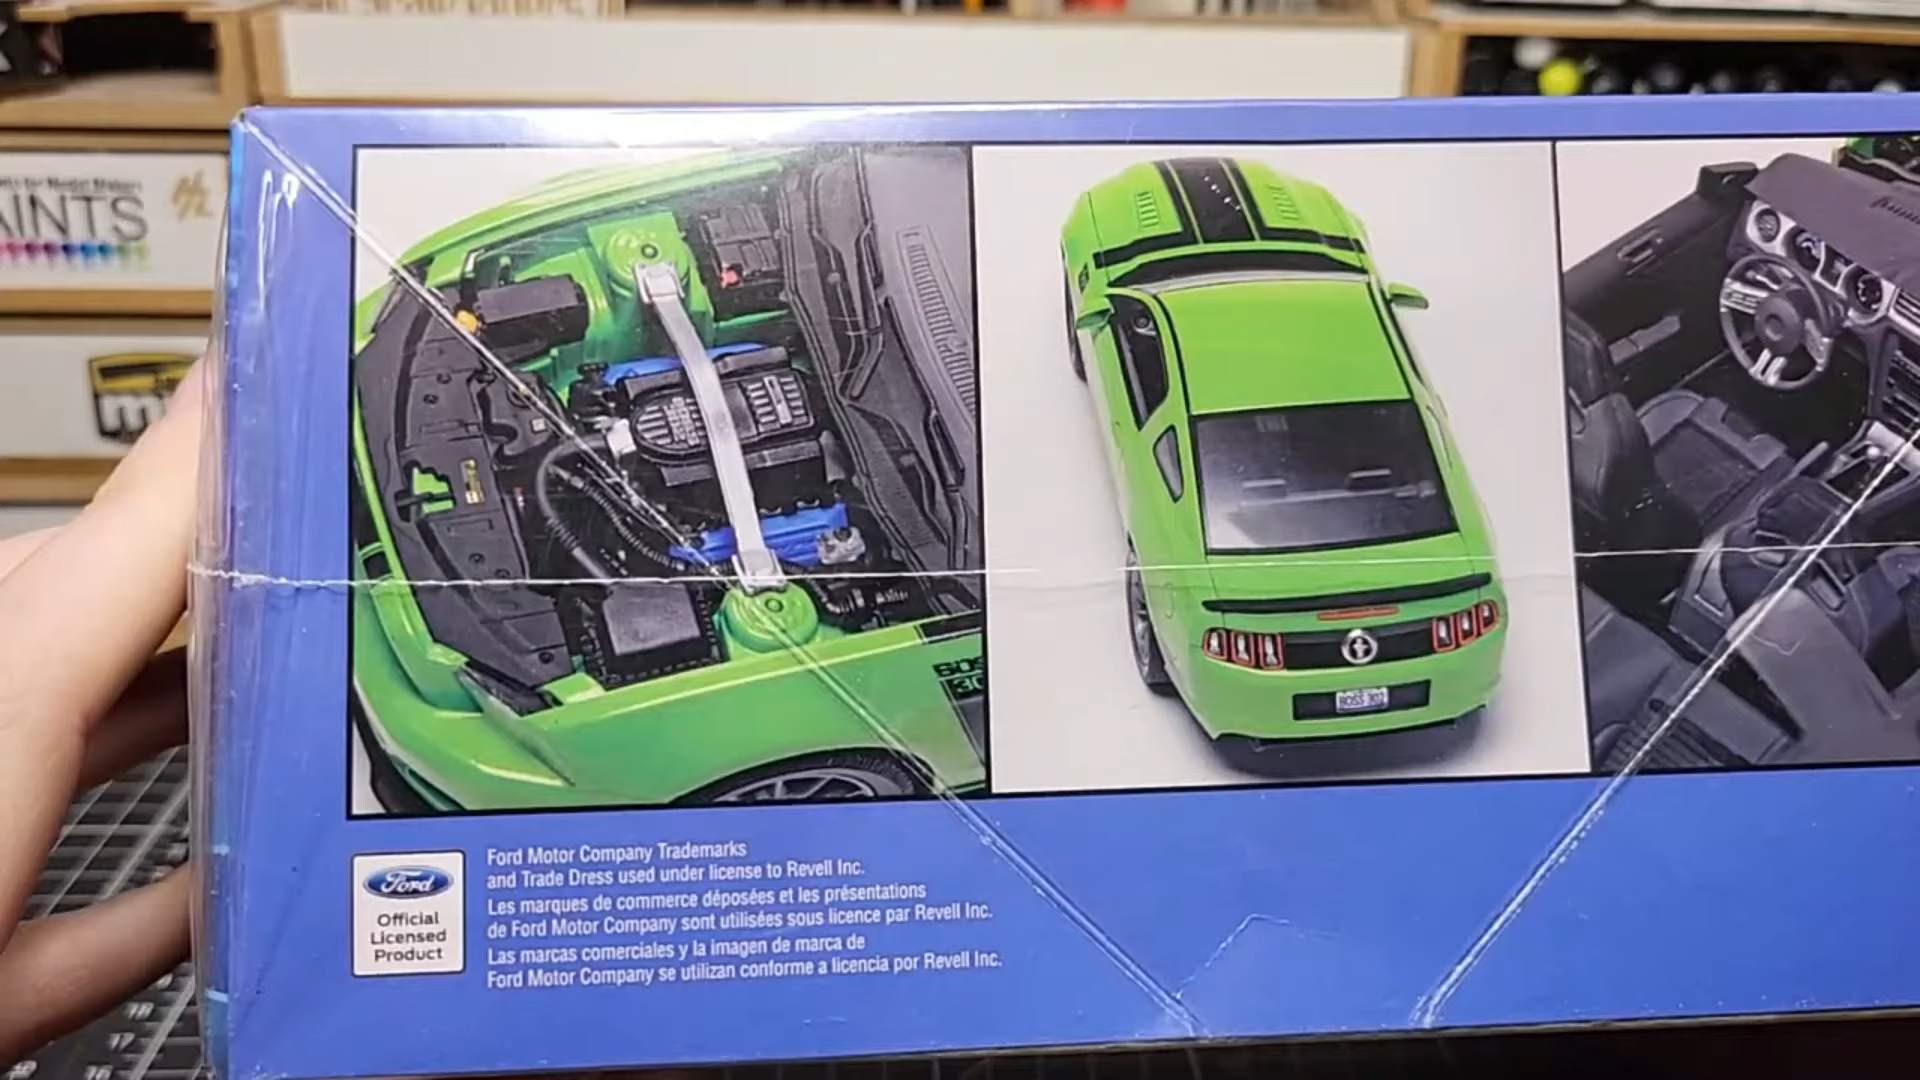 AINTS
BOSS 302
Ford
Official
Licensed
Product
Ford Motor Company Trademarks
and Trade Dress used under license to Revell Inc.
Les marques de commerce déposées et les présentations
de Ford Motor Company sont utilisées sous licence par Revell Inc.
Las marcas comerciales y la imagen de marca de
Ford Motor Company se utilizan conforme a licencia por Revell Inc.